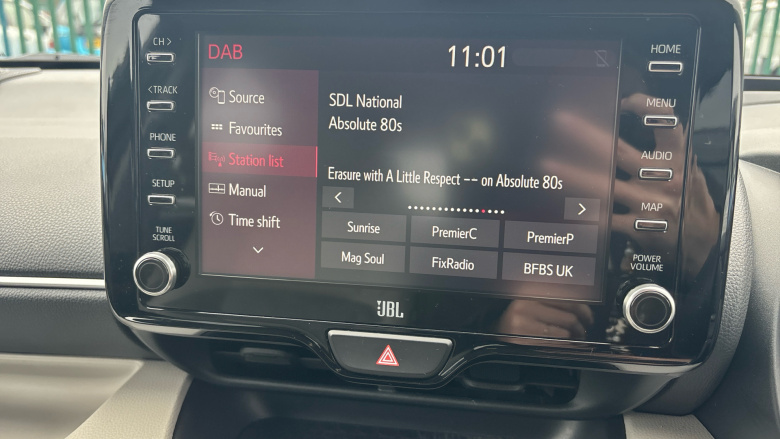 CH >
< TRACK
PHONE
SETUP
TUNE
SCROLL
DAB
11:01
Source
Favourites
Station list
Manual
Time shift
SDL National
Absolute 80s
Erasure with A Little Respect -- on Absolute 80s
Sunrise
PremierC
PremierP
Mag Soul
FixRadio
BFBS UK
HOME
MENU
AUDIO
MAP
POWER
VOLUME
JBL